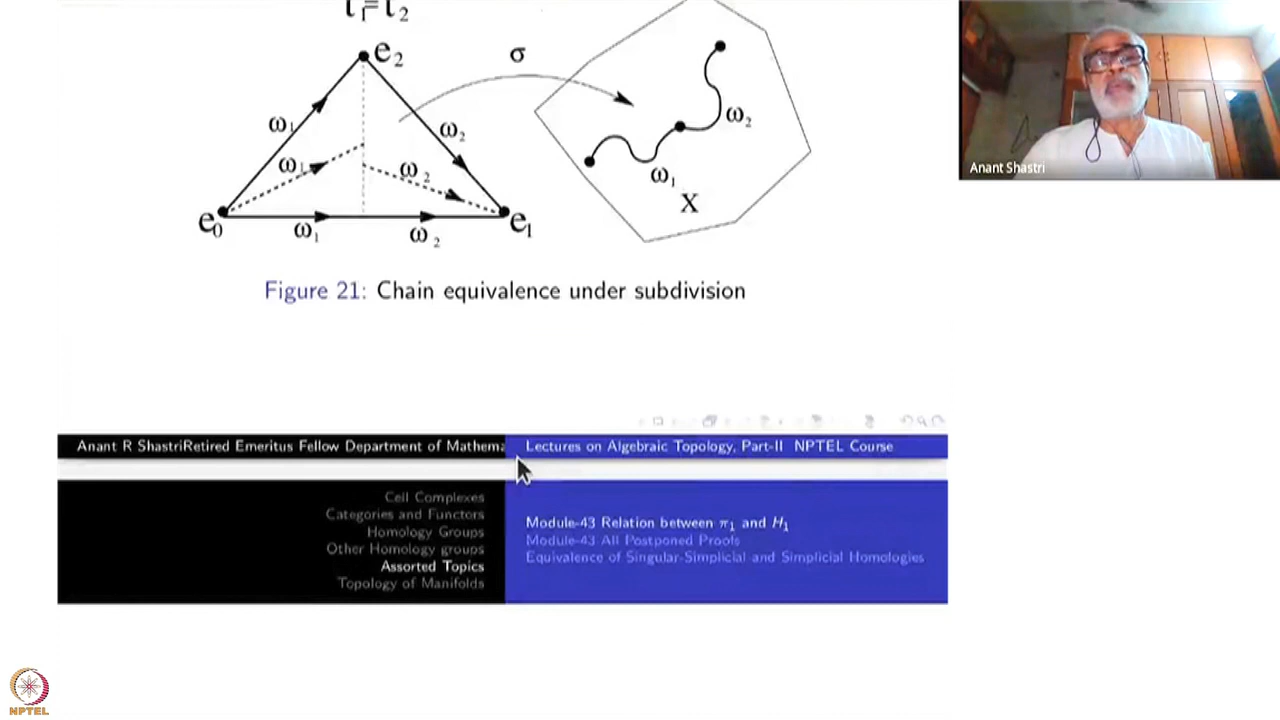 e₂
σ
ω₁
ω₂
ω₂
ω₁
ω₂
ω₁
X
e₀
e₁
ω₁
ω₂
Figure 21: Chain equivalence under subdivision
Anant Shastri
Anant R ShastriRetired Emeritus Fellow Department of Mathema
Lectures on Algebraic Topology, Part-II NPTEL Course
Cell Complexes
Categories and Functors
Homology Groups
Other Homology groups
Assorted Topics
Topology of Manifolds
Module-43 Relation between π₁ and H₁
Module-43 All Postponed Proofs
Equivalence of Singular-Simplicial and Simplicial Homologies
NPTEL